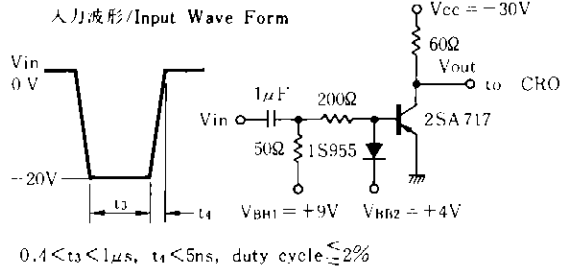 入力波形/Input Wave Form
Vcc = −30V
60Ω
Vin
0 V
Vout
to CRO
1μF
200Ω
Vin
2SA717
50Ω
1S955
−20V
t3
t4
VBB1 = +9V
VBB2 = +4V
0.4<t3<1μs, t4<5ns, duty cycle≦2%